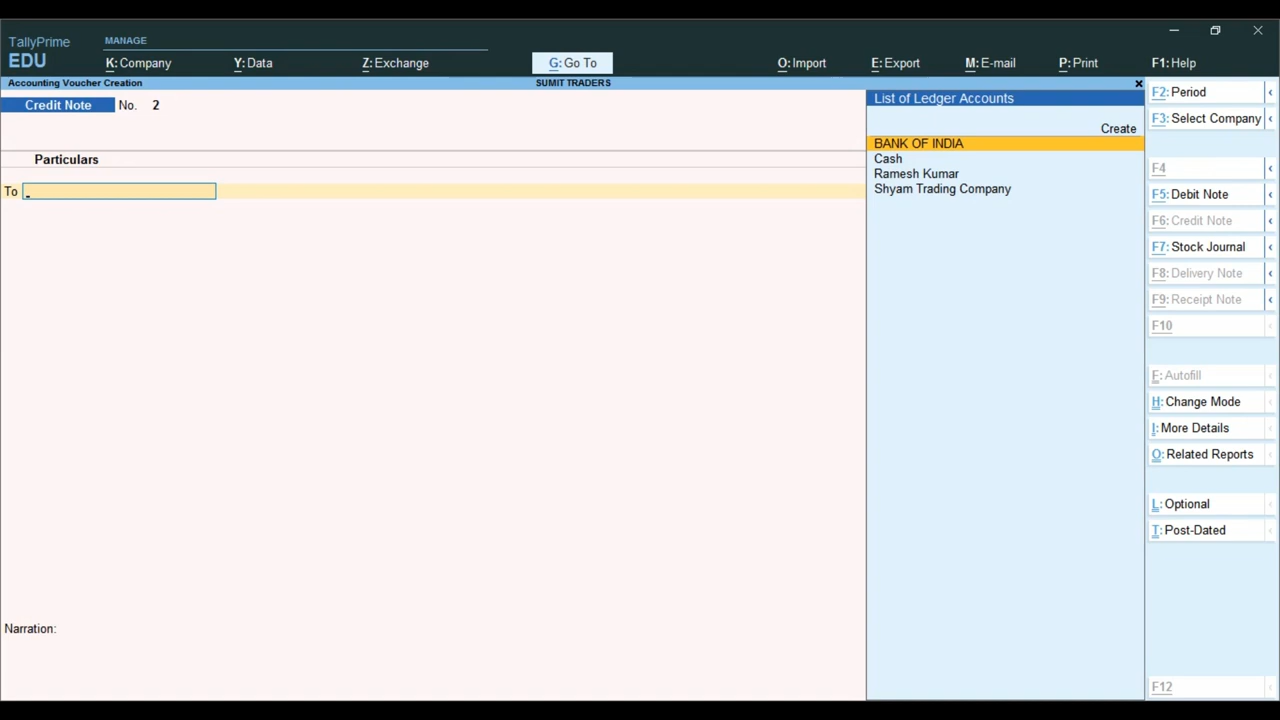 TallyPrime
EDU
MANAGE
K: Company
Y: Data
Z: Exchange
G: Go To
O: Import
E: Export
M: E-mail
P: Print
F1: Help
Accounting Voucher Creation
SUMIT TRADERS
Credit Note No. 2
Particulars
To
Narration:
List of Ledger Accounts
Create
BANK OF INDIA
Cash
Ramesh Kumar
Shyam Trading Company
F2: Period
F3: Select Company
F4
F5: Debit Note
F6: Credit Note
F7: Stock Journal
F8: Delivery Note
F9: Receipt Note
F10
F: Autofill
H: Change Mode
I: More Details
O: Related Reports
L: Optional
T: Post-Dated
F12